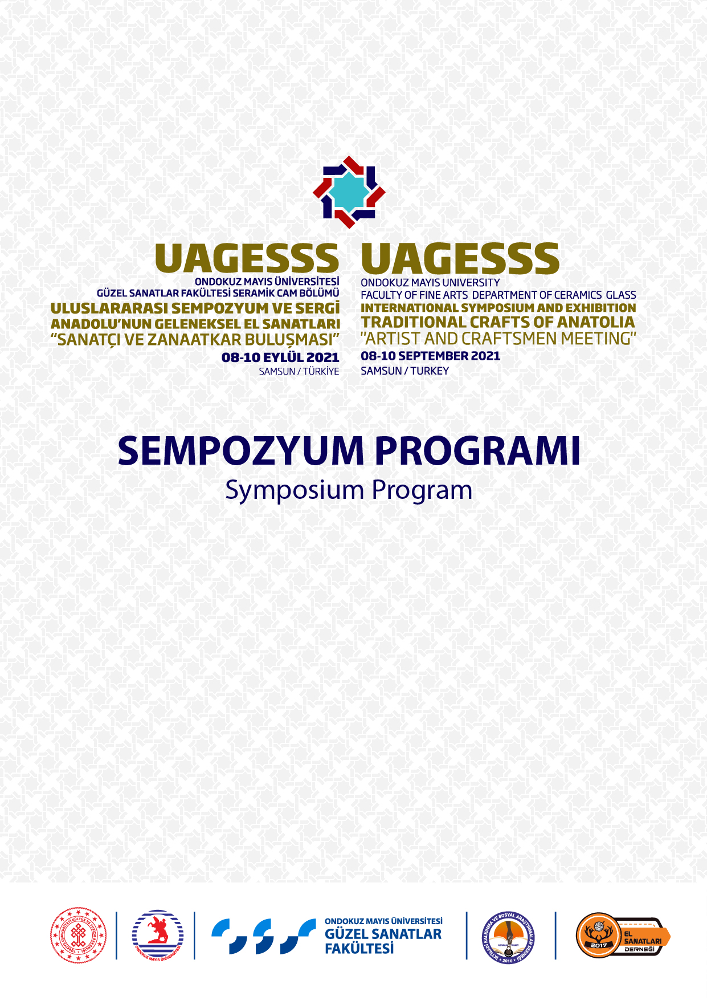 UAGESSS
ONDOKUZ MAYIS ÜNİVERSİTESİ
GÜZEL SANATLAR FAKÜLTESİ SERAMİK CAM BÖLÜMÜ
ULUSLARARASI SEMPOZYUM VE SERGİ
ANADOLU'NUN GELENEKSEL EL SANATLARI
“SANATÇI VE ZANAATKAR BULUŞMASI”
08-10 EYLÜL 2021
SAMSUN / TÜRKİYE
UAGESSS
ONDOKUZ MAYIS UNIVERSITY
FACULTY OF FINE ARTS DEPARTMENT OF CERAMICS GLASS
INTERNATIONAL SYMPOSIUM AND EXHIBITION
TRADITIONAL CRAFTS OF ANATOLIA
"ARTIST AND CRAFTSMEN MEETING"
08-10 SEPTEMBER 2021
SAMSUN / TURKEY
SEMPOZYUM PROGRAMI
Symposium Program
TÜRKİYE CUMHURİYETİ KÜLTÜR VE TURİZM BAKANLIĞI
ONDOKUZ MAYIS ÜNİVERSİTESİ
ONDOKUZ MAYIS ÜNİVERSİTESİ
GÜZEL SANATLAR
FAKÜLTESİ
İKTİSADİ KALKINMA VE SOSYAL ARAŞTIRMALAR DERNEĞİ
2010
EL
SANATLARI
DERNEĞİ
2017